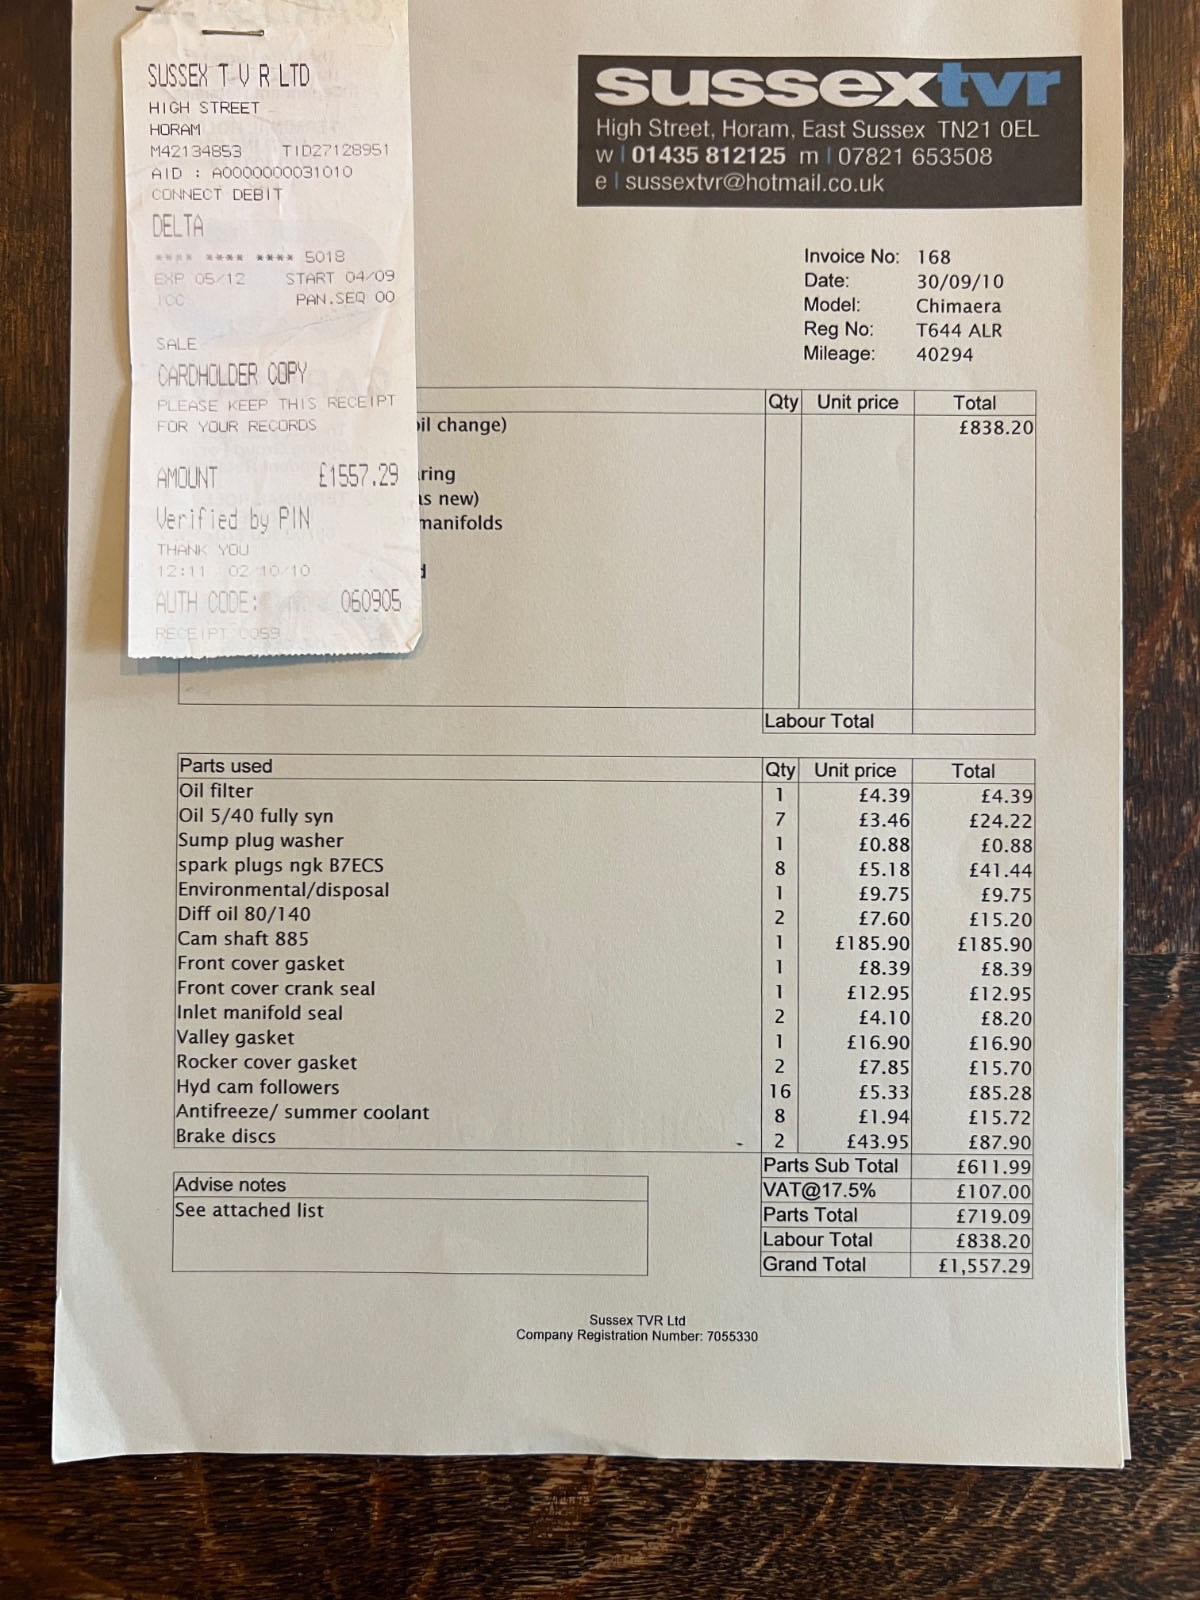 SUSSEX T V R LTD
HIGH STREET
HORAM
M42134853 TID27128951
AID : A0000000031010
CONNECT DEBIT
DELTA
**** **** **** 5018
EXP 05/12 START 04/09
ICC PAN.SEQ 00
SALE
CARDHOLDER COPY
PLEASE KEEP THIS RECEIPT
FOR YOUR RECORDS
AMOUNT £1557.29
Verified by PIN
THANK YOU
12:11 02/10/10
AUTH CODE: 060905
RECEIPT 0059
sussextvr
High Street, Horam, East Sussex TN21 0EL
w | 01435 812125 m | 07821 653508
e | sussextvr@hotmail.co.uk
Invoice No: 168
Date: 30/09/10
Model: Chimaera
Reg No: T644 ALR
Mileage: 40294
Qty Unit price Total
oil change) £838.20
ring
as new)
manifolds
d
Labour Total
Parts used Qty Unit price Total
Oil filter 1 £4.39 £4.39
Oil 5/40 fully syn 7 £3.46 £24.22
Sump plug washer 1 £0.88 £0.88
spark plugs ngk B7ECS 8 £5.18 £41.44
Environmental/disposal 1 £9.75 £9.75
Diff oil 80/140 2 £7.60 £15.20
Cam shaft 885 1 £185.90 £185.90
Front cover gasket 1 £8.39 £8.39
Front cover crank seal 1 £12.95 £12.95
Inlet manifold seal 2 £4.10 £8.20
Valley gasket 1 £16.90 £16.90
Rocker cover gasket 2 £7.85 £15.70
Hyd cam followers 16 £5.33 £85.28
Antifreeze/ summer coolant 8 £1.94 £15.72
Brake discs - 2 £43.95 £87.90
Parts Sub Total £611.99
VAT@17.5% £107.00
Parts Total £719.09
Labour Total £838.20
Grand Total £1,557.29
Advise notes
See attached list
Sussex TVR Ltd
Company Registration Number: 7055330